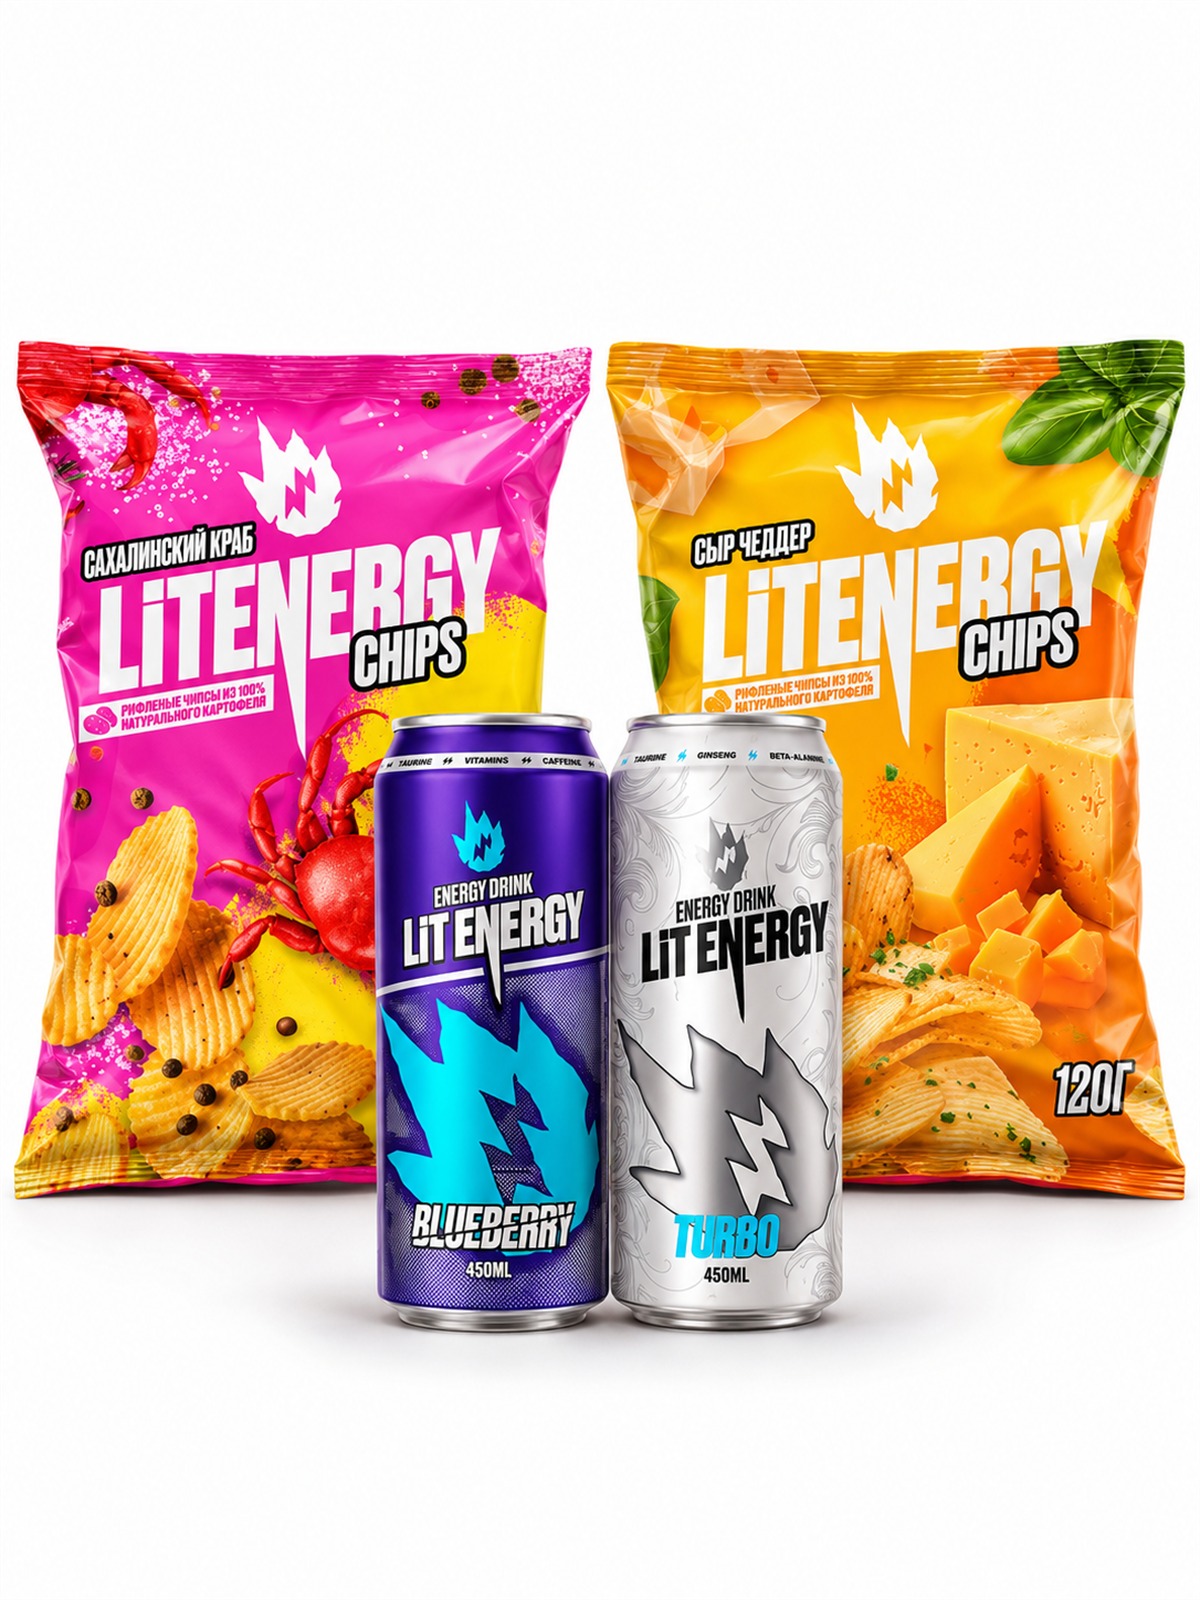 САХАЛИНСКИЙ КРАБ
LiTENERGY
CHIPS
РИФЛЕНЫЕ ЧИПСЫ ИЗ 100%
НАТУРАЛЬНОГО КАРТОФЕЛЯ
СЫР ЧЕДДЕР
LiTENERGY
CHIPS
РИФЛЕНЫЕ ЧИПСЫ ИЗ 100%
НАТУРАЛЬНОГО КАРТОФЕЛЯ
120Г
TAURINE VITAMINS CAFFEINE
ENERGY DRINK
LiT ENERGY
BLUEBERRY
450ML
TAURINE GINSENG BETA-ALANINE
ENERGY DRINK
LiT ENERGY
TURBO
450ML